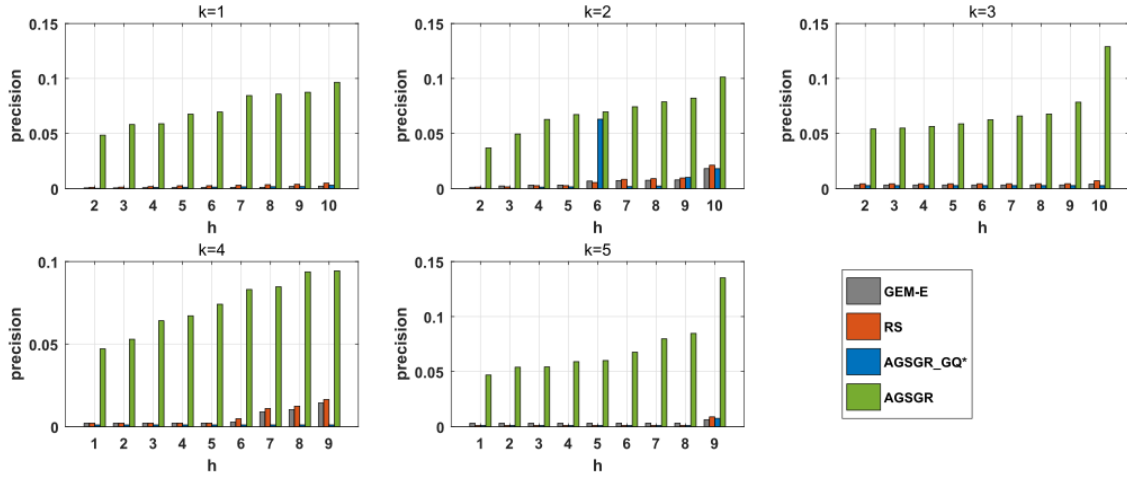 k=1
0.15
0.1
0.05
0
precision
2 3 4 5 6 7 8 9 10
h
k=2
0.15
0.1
0.05
0
precision
2 3 4 5 6 7 8 9 10
h
k=3
0.15
0.1
0.05
0
precision
2 3 4 5 6 7 8 9 10
h
k=4
0.1
0.05
0
precision
1 2 3 4 5 6 7 8 9
h
k=5
0.15
0.1
0.05
0
precision
1 2 3 4 5 6 7 8 9
h
GEM-E
RS
AGSGR_GQ*
AGSGR